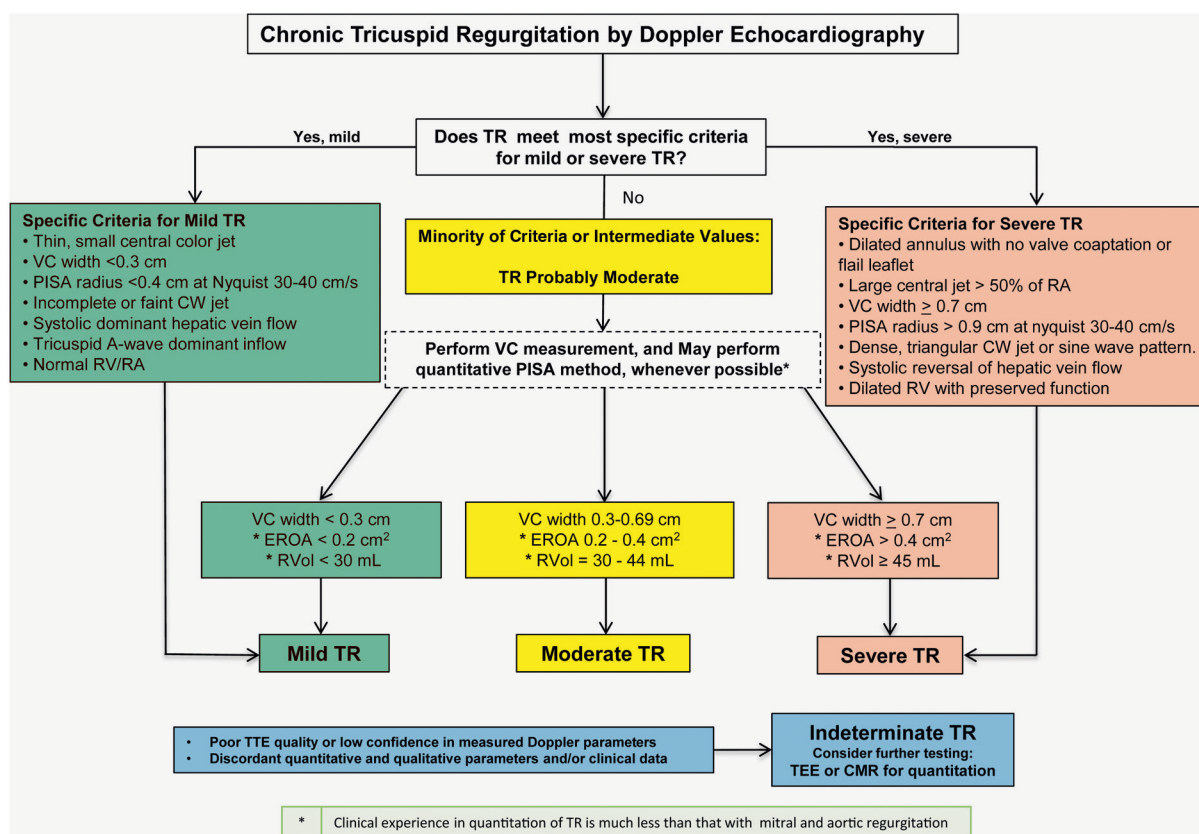 Chronic Tricuspid Regurgitation by Doppler Echocardiography
Does TR meet most specific criteria
for mild or severe TR?
Yes, mild
Yes, severe
No
Specific Criteria for Mild TR
• Thin, small central color jet
• VC width <0.3 cm
• PISA radius <0.4 cm at Nyquist 30-40 cm/s
• Incomplete or faint CW jet
• Systolic dominant hepatic vein flow
• Tricuspid A-wave dominant inflow
• Normal RV/RA
Minority of Criteria or Intermediate Values:
TR Probably Moderate
Specific Criteria for Severe TR
• Dilated annulus with no valve coaptation or
flail leaflet
• Large central jet > 50% of RA
• VC width ≥ 0.7 cm
• PISA radius > 0.9 cm at nyquist 30-40 cm/s
• Dense, triangular CW jet or sine wave pattern.
• Systolic reversal of hepatic vein flow
• Dilated RV with preserved function
Perform VC measurement, and May perform
quantitative PISA method, whenever possible*
VC width < 0.3 cm
* EROA < 0.2 cm²
* RVol < 30 mL
VC width 0.3-0.69 cm
* EROA 0.2 - 0.4 cm²
* RVol = 30 - 44 mL
VC width ≥ 0.7 cm
* EROA > 0.4 cm²
* RVol ≥ 45 mL
Mild TR
Moderate TR
Severe TR
• Poor TTE quality or low confidence in measured Doppler parameters
• Discordant quantitative and qualitative parameters and/or clinical data
Indeterminate TR
Consider further testing:
TEE or CMR for quantitation
* Clinical experience in quantitation of TR is much less than that with mitral and aortic regurgitation